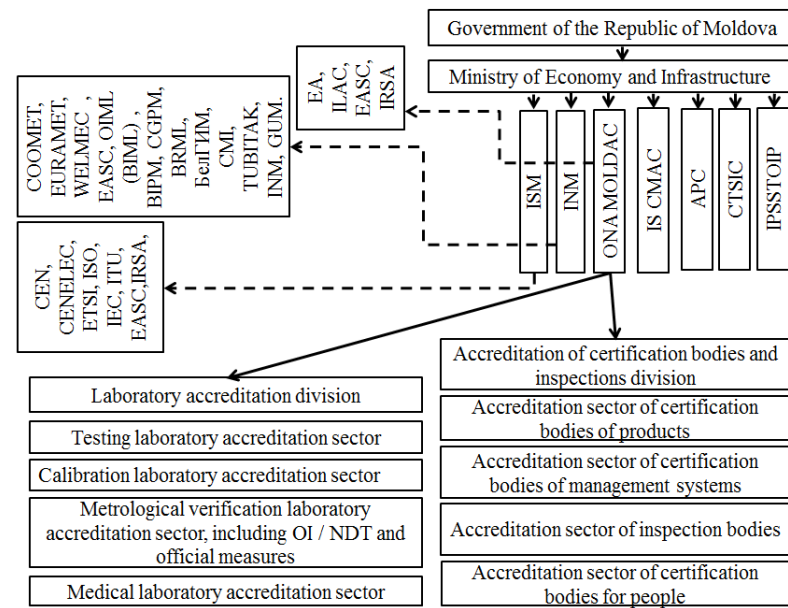 Government of the Republic of Moldova
Ministry of Economy and Infrastructure
EA,
ILAC,
EASC,
IRSA
COOMET,
EURAMET,
WELMEC ,
EASC, OIML
(BIML) ,
BIPM, CGPM,
BRML,
БелГИМ,
CMI,
TUBITAK,
INM, GUM.
CEN,
CENELEC,
ETSI, ISO,
IEC, ITU,
EASC,IRSA,
ISM
INM
ONA MOLDAC
IS CMAC
APC
CTSIC
IPSSTOIP
Laboratory accreditation division
Testing laboratory accreditation sector
Calibration laboratory accreditation sector
Metrological verification laboratory
accreditation sector, including OI / NDT and
official measures
Medical laboratory accreditation sector
Accreditation of certification bodies and
inspections division
Accreditation sector of certification
bodies of products
Accreditation sector of certification
bodies of management systems
Accreditation sector of inspection bodies
Accreditation sector of certification
bodies for people